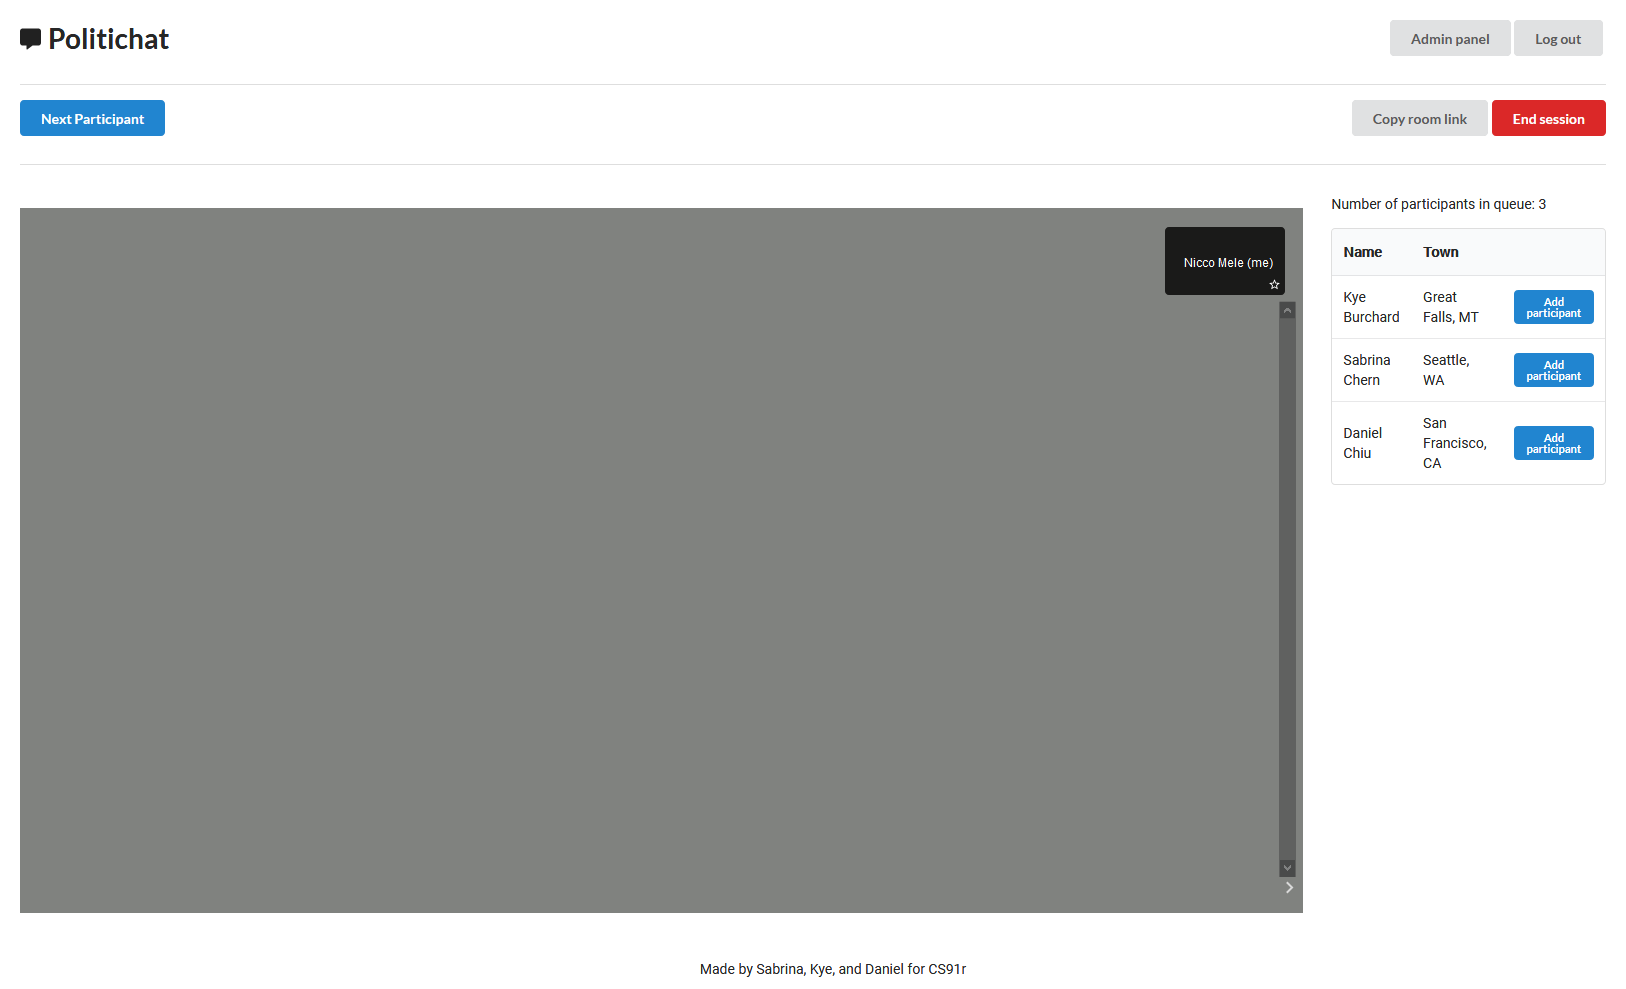 Politichat
Admin panel
Log out
Next Participant
Copy room link
End session
Number of participants in queue: 3
Nicco Mele (me)
Name Town
Kye
Burchard
Great
Falls, MT
Add
participant
Sabrina
Chern
Seattle,
WA
Add
participant
Daniel
Chiu
San
Francisco,
CA
Add
participant
Made by Sabrina, Kye, and Daniel for CS91r